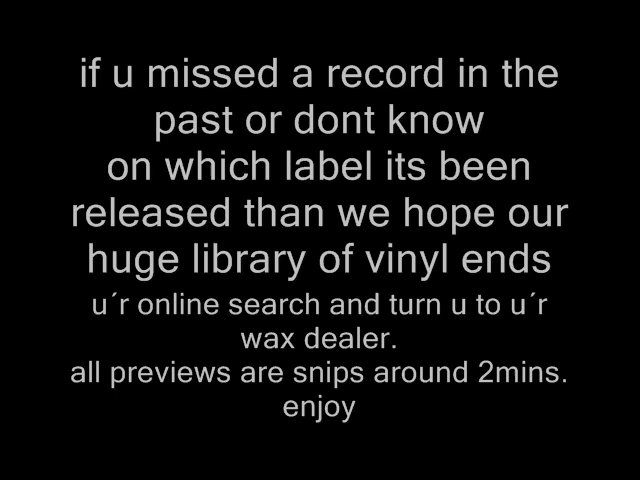 if u missed a record in the
past or dont know
on which label its been
released than we hope our
huge library of vinyl ends
u´r online search and turn u to u´r
wax dealer.
all previews are snips around 2mins.
enjoy